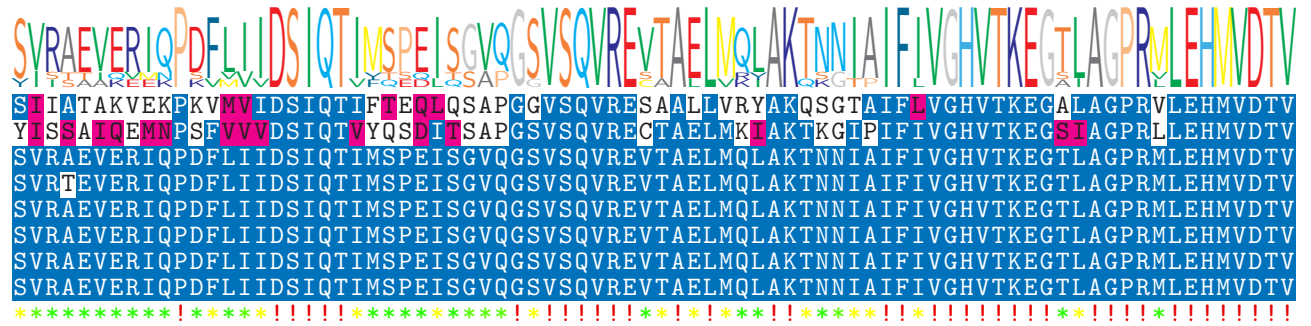 SVRAEVERIQPDFLIIDSIQTIMSPEISGVQGSVSQVREVTAELMQLAKTNNIAIFIVGHVTKEGTLAGPRMLEHMVDTV
SIIATAKVEKPKVMVIDSIQTIFTEQLQSAPGGVSQVRESAALLVRYAKQSGTAIFLVGHVTKEGALAGPRVLEHMVDTV
YISSAIQEMNPSFVVVDSIQTVYQSDITSAPGSVSQVRECTAELMKIAKTKGIPIFIVGHVTKEGSIAGPRLLEHMVDTV
SVRAEVERIQPDFLIIDSIQTIMSPEISGVQGSVSQVREVTAELMQLAKTNNIAIFIVGHVTKEGTLAGPRMLEHMVDTV
SVRTEVERIQPDFLIIDSIQTIMSPEISGVQGSVSQVREVTAELMQLAKTNNIAIFIVGHVTKEGTLAGPRMLEHMVDTV
SVRAEVERIQPDFLIIDSIQTIMSPEISGVQGSVSQVREVTAELMQLAKTNNIAIFIVGHVTKEGTLAGPRMLEHMVDTV
SVRAEVERIQPDFLIIDSIQTIMSPEISGVQGSVSQVREVTAELMQLAKTNNIAIFIVGHVTKEGTLAGPRMLEHMVDTV
SVRAEVERIQPDFLIIDSIQTIMSPEISGVQGSVSQVREVTAELMQLAKTNNIAIFIVGHVTKEGTLAGPRMLEHMVDTV
SVRAEVERIQPDFLIIDSIQTIMSPEISGVQGSVSQVREVTAELMQLAKTNNIAIFIVGHVTKEGTLAGPRMLEHMVDTV
**********!*****!!!!!**********!*!!!!!!**!*!***!!*****!!*!!!!!!!!**!!!!*!!!!!!!!